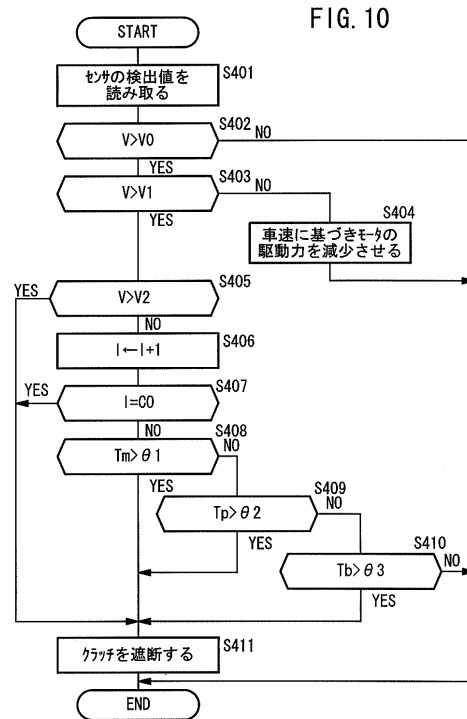 FIG. 10
START
センサの検出値を
読み取る
S401
V>V0
S402
NO
YES
V>V1
S403
NO
YES
S404
車速に基づきモータの
駆動力を減少させる
V>V2
S405
YES
NO
I←I+1
S406
I=C0
S407
YES
NO
Tm>θ1
S408
NO
YES
Tp>θ2
S409
NO
YES
Tb>θ3
S410
NO
YES
クラッチを遮断する
S411
END